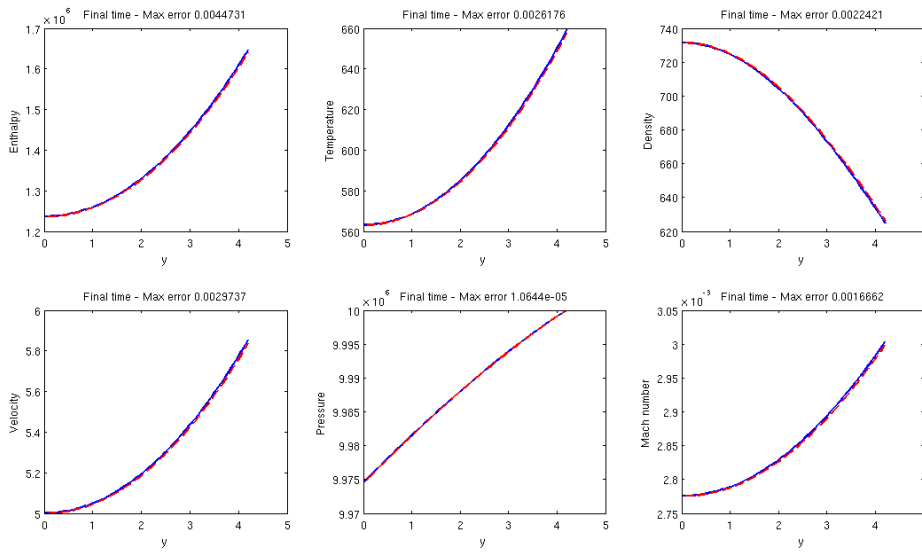 Final time - Max error 0.0044731
× 10^6
1.7
1.6
1.5
1.4
1.3
1.2
0 1 2 3 4 5
Enthalpy
y
Final time - Max error 0.0026176
660
640
620
600
580
560
0 1 2 3 4 5
Temperature
y
Final time - Max error 0.0022421
740
720
700
680
660
640
620
0 1 2 3 4
Density
y
Final time - Max error 0.0029737
6
5.8
5.6
5.4
5.2
5
0 1 2 3 4 5
Velocity
y
Final time - Max error 1.0644e-05
× 10^6
10
9.995
9.99
9.985
9.98
9.975
9.97
0 1 2 3 4 5
Pressure
y
Final time - Max error 0.0016662
× 10^-3
3.05
3
2.95
2.9
2.85
2.8
2.75
0 1 2 3 4
Mach number
y